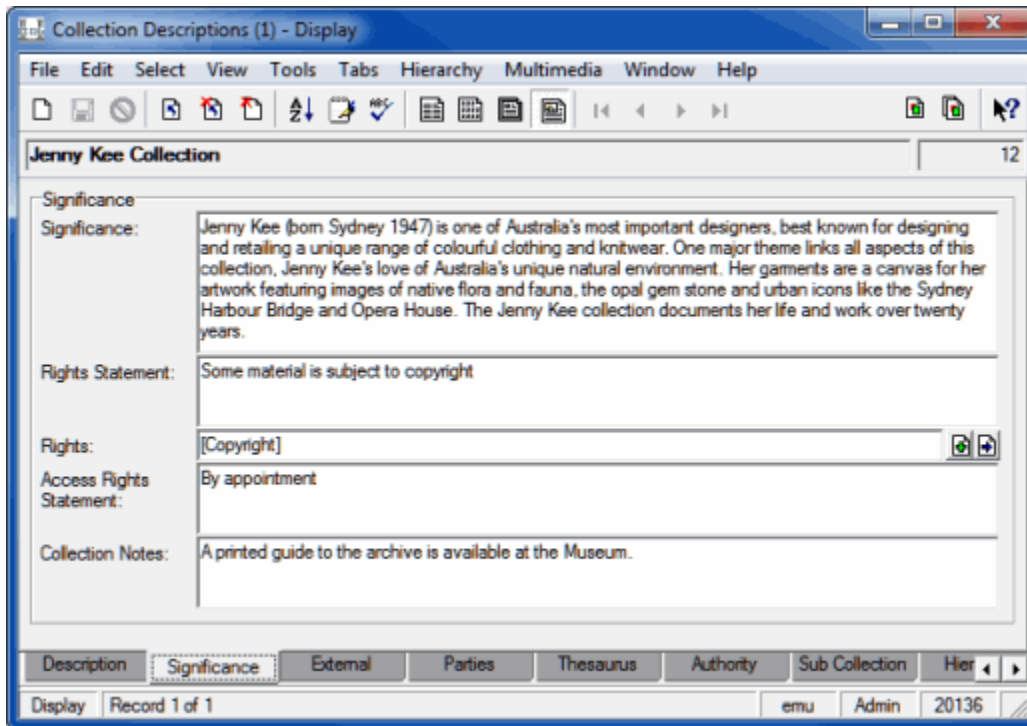 Collection Descriptions (1) - Display
File Edit Select View Tools Tabs Hierarchy Multimedia Window Help
Jenny Kee Collection 12
Significance
Significance: Jenny Kee (born Sydney 1947) is one of Australia's most important designers, best known for designing
and retailing a unique range of colourful clothing and knitwear. One major theme links all aspects of this
collection, Jenny Kee's love of Australia's unique natural environment. Her garments are a canvas for her
artwork featuring images of native flora and fauna, the opal gem stone and urban icons like the Sydney
Harbour Bridge and Opera House. The Jenny Kee collection documents her life and work over twenty
years.
Rights Statement: Some material is subject to copyright
Rights: [Copyright]
Access Rights By appointment
Statement:
Collection Notes: A printed guide to the archive is available at the Museum.
Description Significance External Parties Thesaurus Authority Sub Collection Hier
Display Record 1 of 1 emu Admin 20136